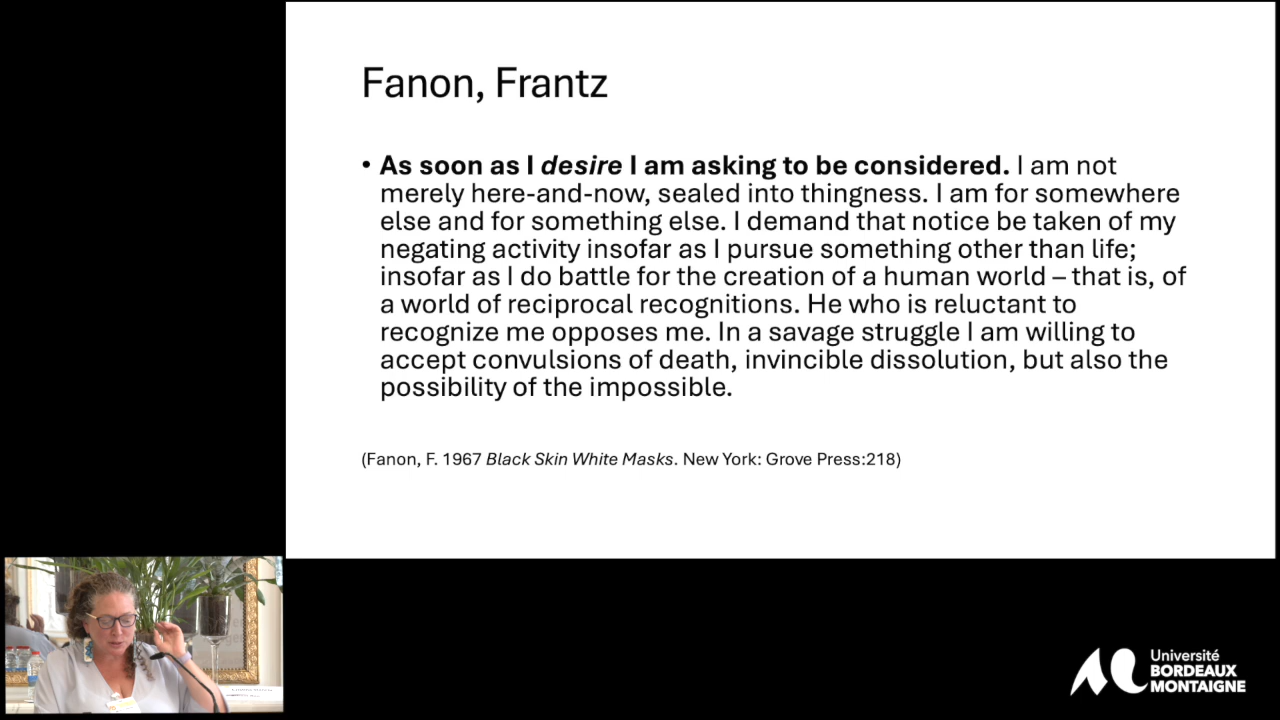 Fanon, Frantz
• As soon as I desire I am asking to be considered. I am not
merely here-and-now, sealed into thingness. I am for somewhere
else and for something else. I demand that notice be taken of my
negating activity insofar as I pursue something other than life;
insofar as I do battle for the creation of a human world – that is, of
a world of reciprocal recognitions. He who is reluctant to
recognize me opposes me. In a savage struggle I am willing to
accept convulsions of death, invincible dissolution, but also the
possibility of the impossible.
(Fanon, F. 1967 Black Skin White Masks. New York: Grove Press:218)
Université
BORDEAUX
MONTAIGNE